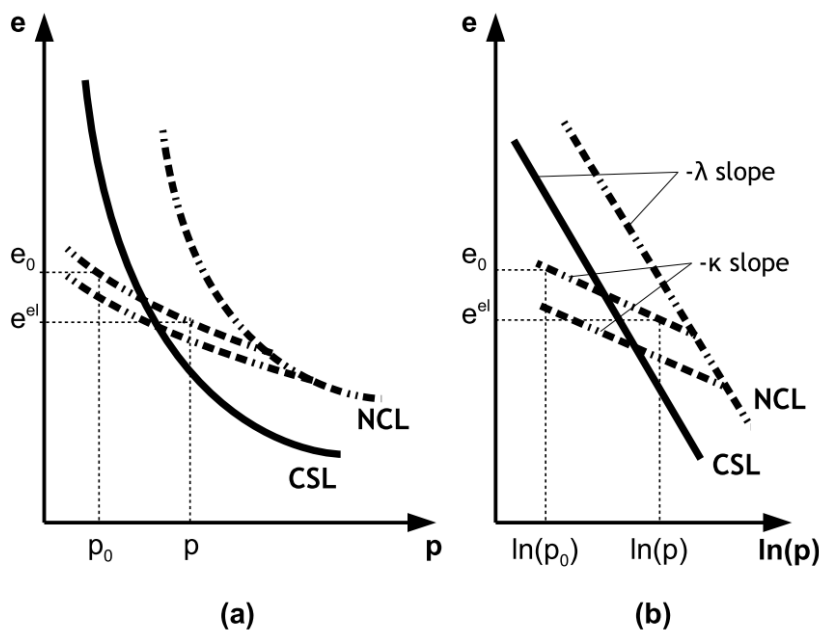 e
e₀
eᵉˡ
NCL
CSL
p₀
p
p
(a)
e
-λ slope
e₀
-κ slope
eᵉˡ
NCL
CSL
ln(p₀)
ln(p)
ln(p)
(b)